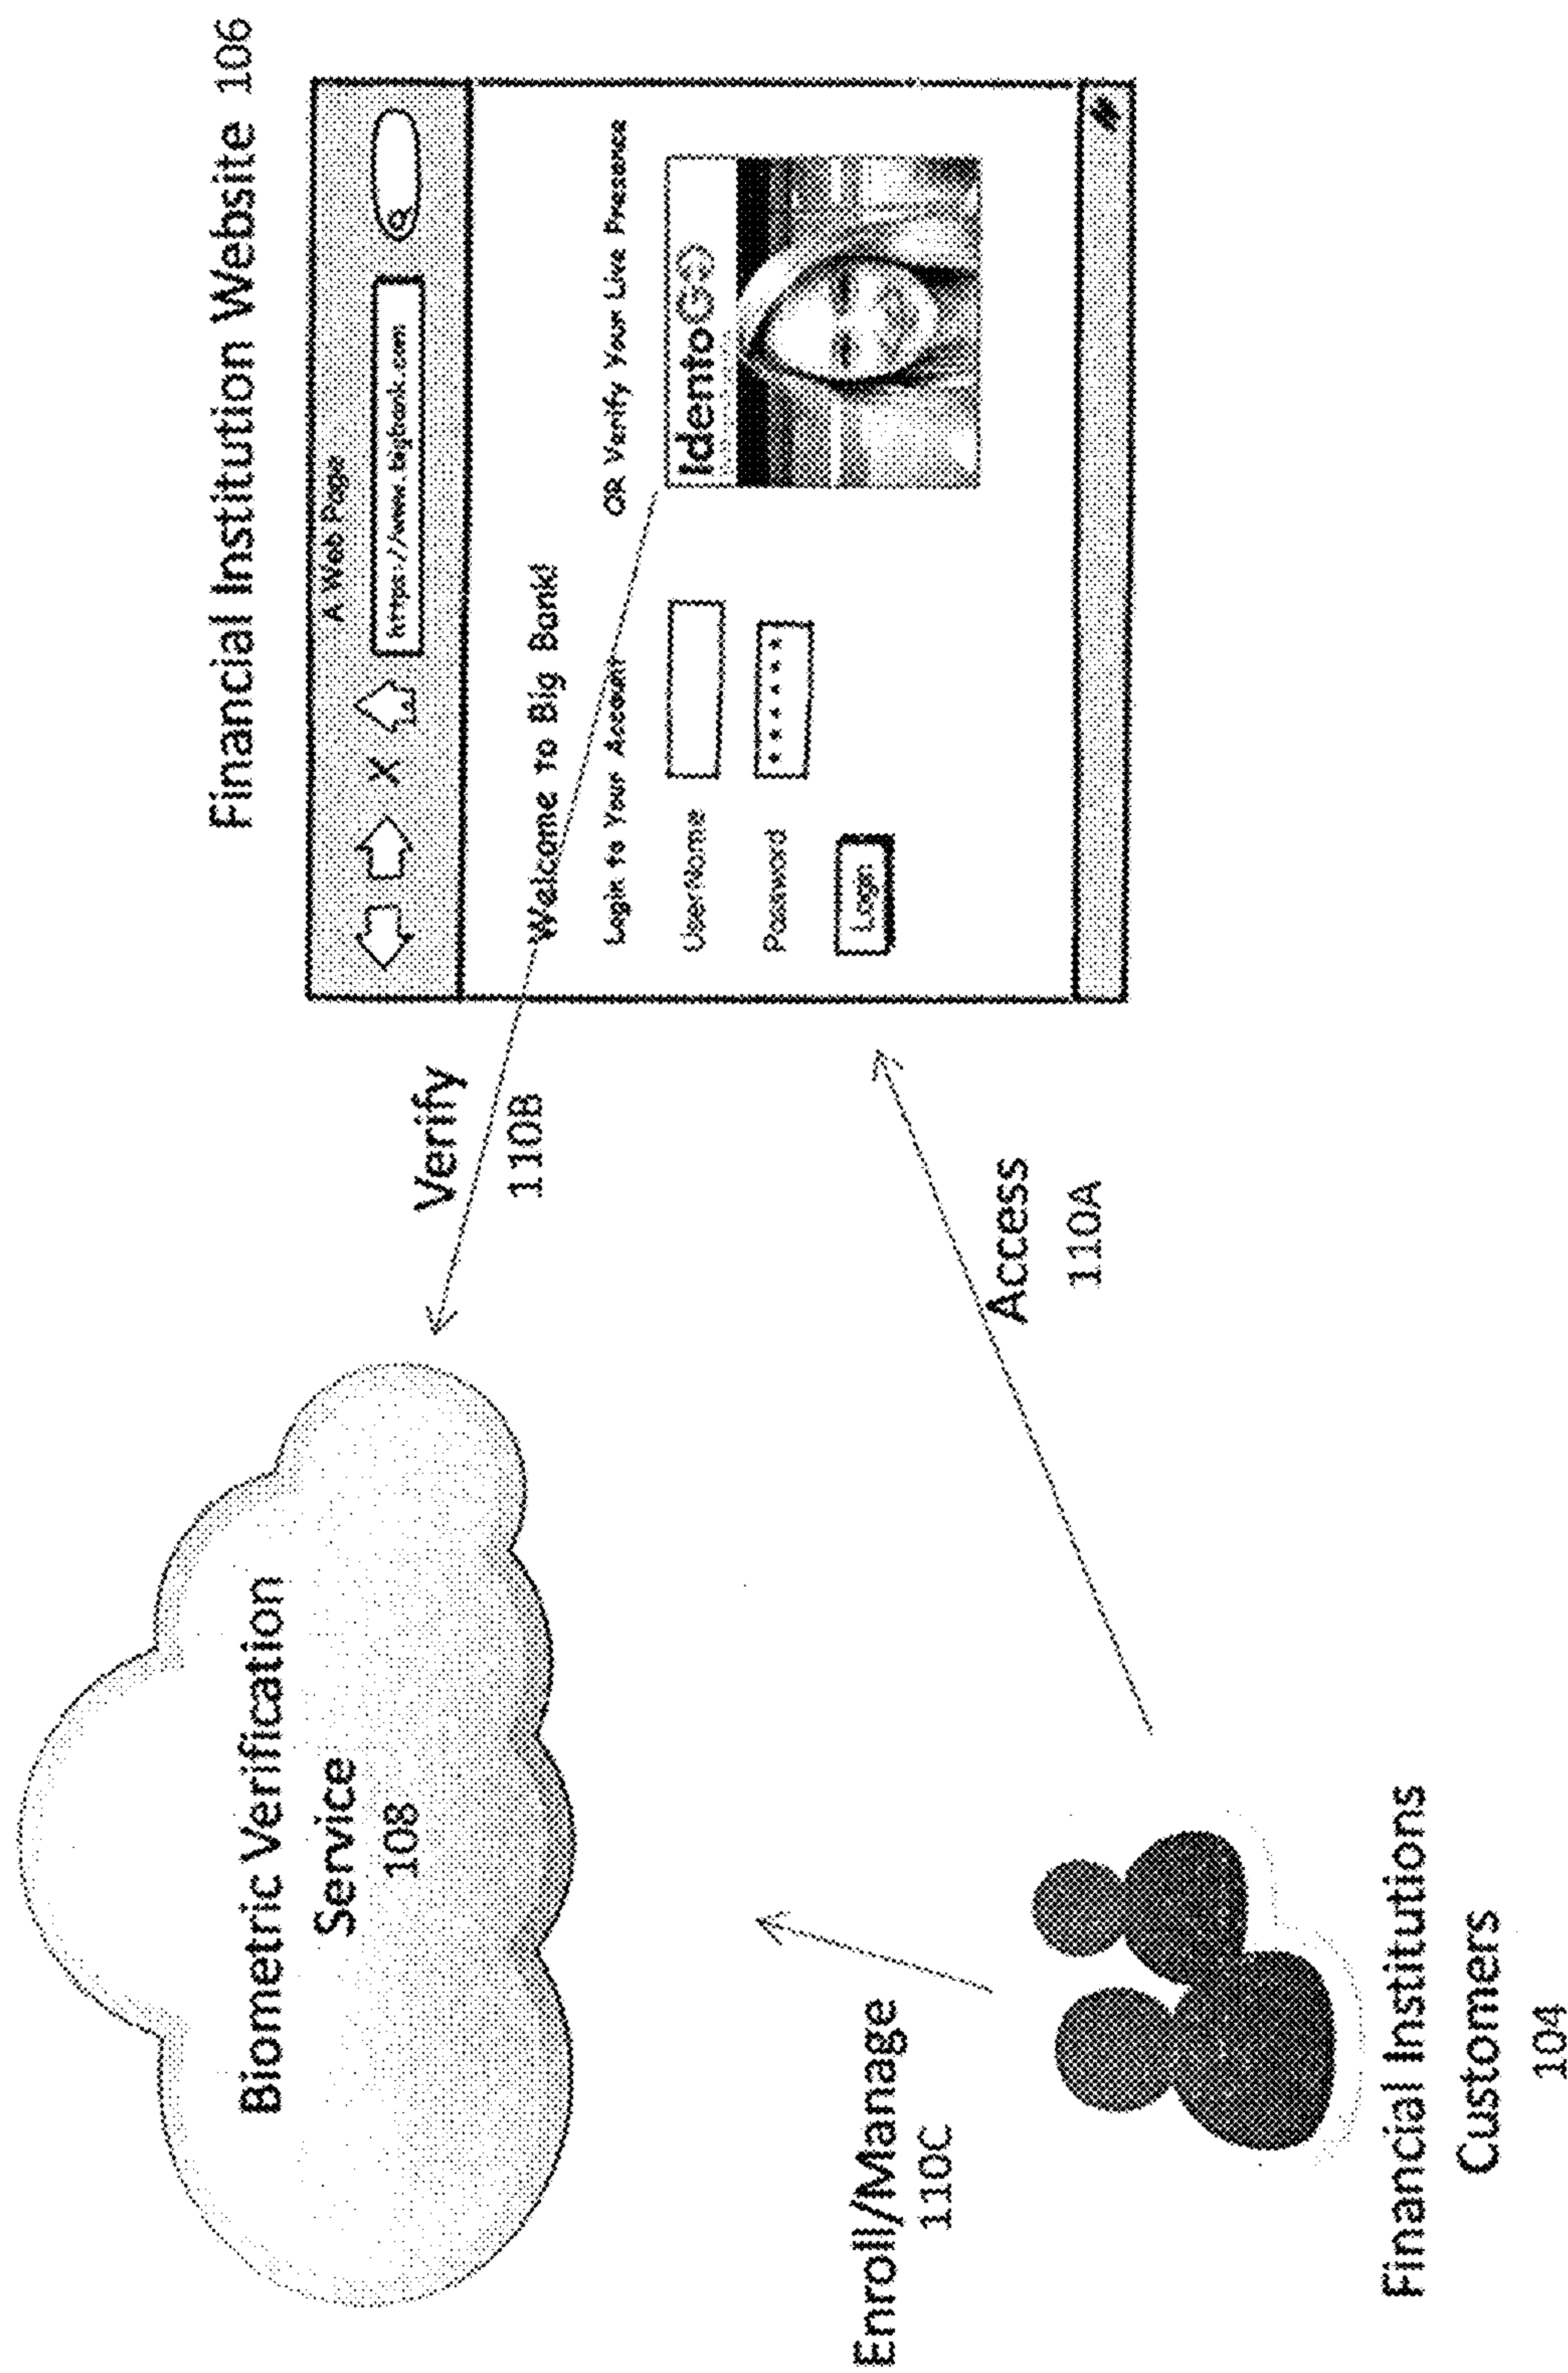 Financial Institution Website 106
A Web Page
https://www.bigbank.com
Welcome to Big Bank!
Login to Your Account
OR Verify Your Live Presence
UserName
IdentoGO
Password
******
Login
Biometric Verification
Service
108
Verify
110B
Access
110A
Enroll/Manage
110C
Financial Institutions
Customers
104